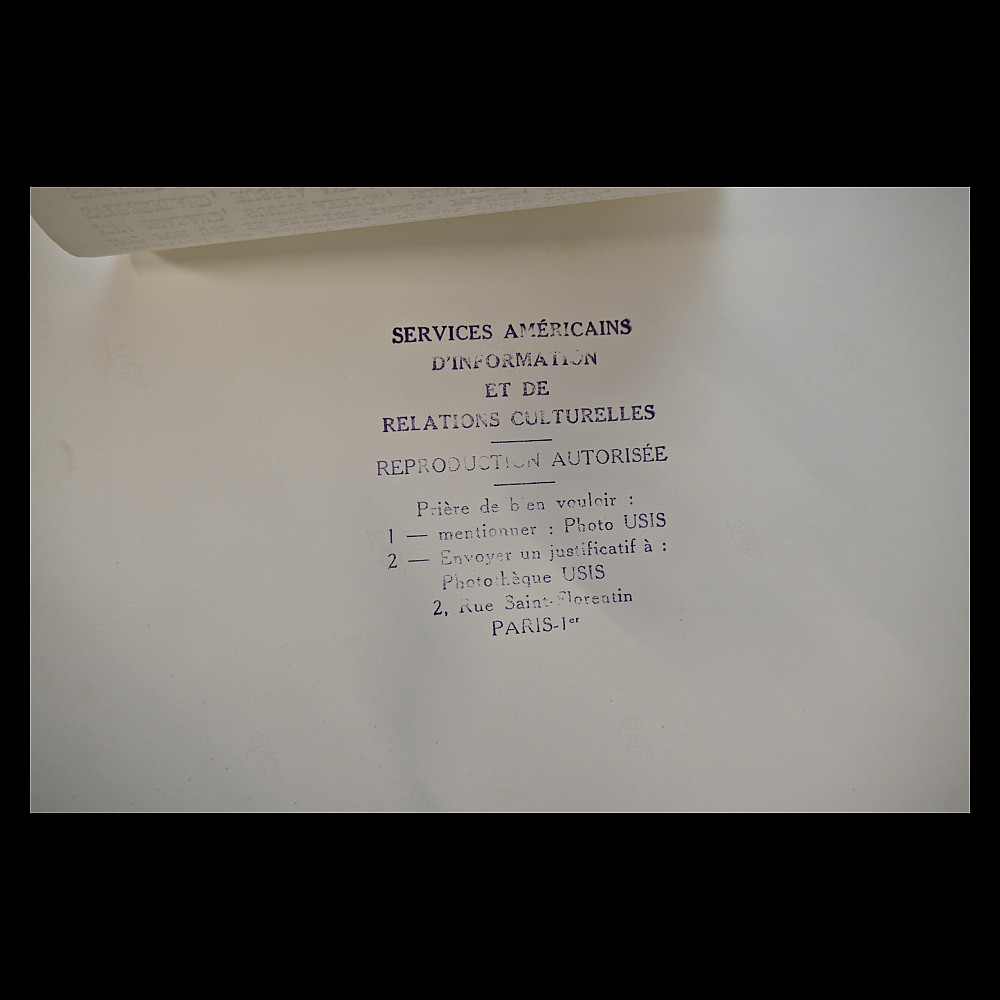 SERVICES AMÉRICAINS
D'INFORMATION
ET DE
RELATIONS CULTURELLES
REPRODUCTION AUTORISÉE
Prière de bien vouloir :
1 — mentionner : Photo USIS
2 — Envoyer un justificatif à :
Photothèque USIS
2, Rue Saint-Florentin
PARIS-1er